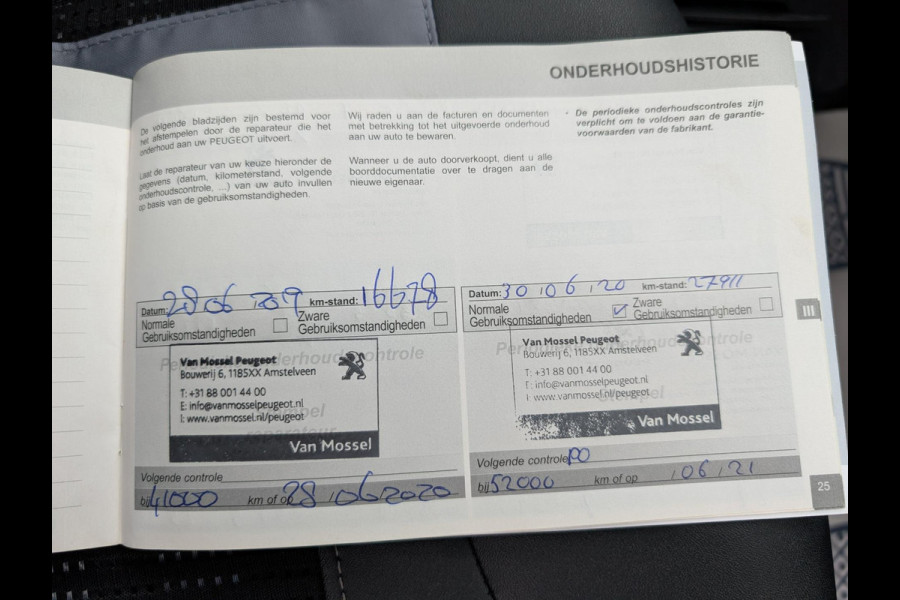 ONDERHOUDSHISTORIE
De volgende bladzijden zijn bestemd voor
het afstempelen door de reparateur die het
onderhoud aan uw PEUGEOT uitvoert.
Laat de reparateur van uw keuze hieronder de
gegevens (datum, kilometerstand, volgende
onderhoudscontrole, ...) van uw auto invullen
op basis van de gebruiksomstandigheden.
Wij raden u aan de facturen en documenten
met betrekking tot het uitgevoerde onderhoud
aan uw auto te bewaren.
Wanneer u de auto doorverkoopt, dient u alle
boorddocumentatie over te dragen aan de
nieuwe eigenaar.
- De periodieke onderhoudscontroles zijn
verplicht om te voldoen aan de garantie-
voorwaarden van de fabrikant.
Datum: 28 06 2019 km-stand: 16678
Normale
Gebruiksomstandigheden
Zware
Gebruiksomstandigheden
Periodieke onderhoudscontrole
Van Mossel Peugeot
Bouwerij 6, 1185XX Amstelveen
T: +31 88 001 44 00
E: info@vanmosselpeugeot.nl
I: www.vanmossel.nl/peugeot
Stempel
reparateur
Van Mossel
Volgende controle
bij 41000 km of op 28 / 06 2020
Datum: 30 / 06 / 20 km-stand: 27911
Normale
Gebruiksomstandigheden
Zware
Gebruiksomstandigheden
Periodieke onderhoudscontrole
Van Mossel Peugeot
Bouwerij 6, 1185XX Amstelveen
T: +31 88 001 44 00
E: info@vanmosselpeugeot.nl
I: www.vanmossel.nl/peugeot
Stempel
Van Mossel
Volgende controle PO
bij 52000 km of op / 06 / 21
III
25